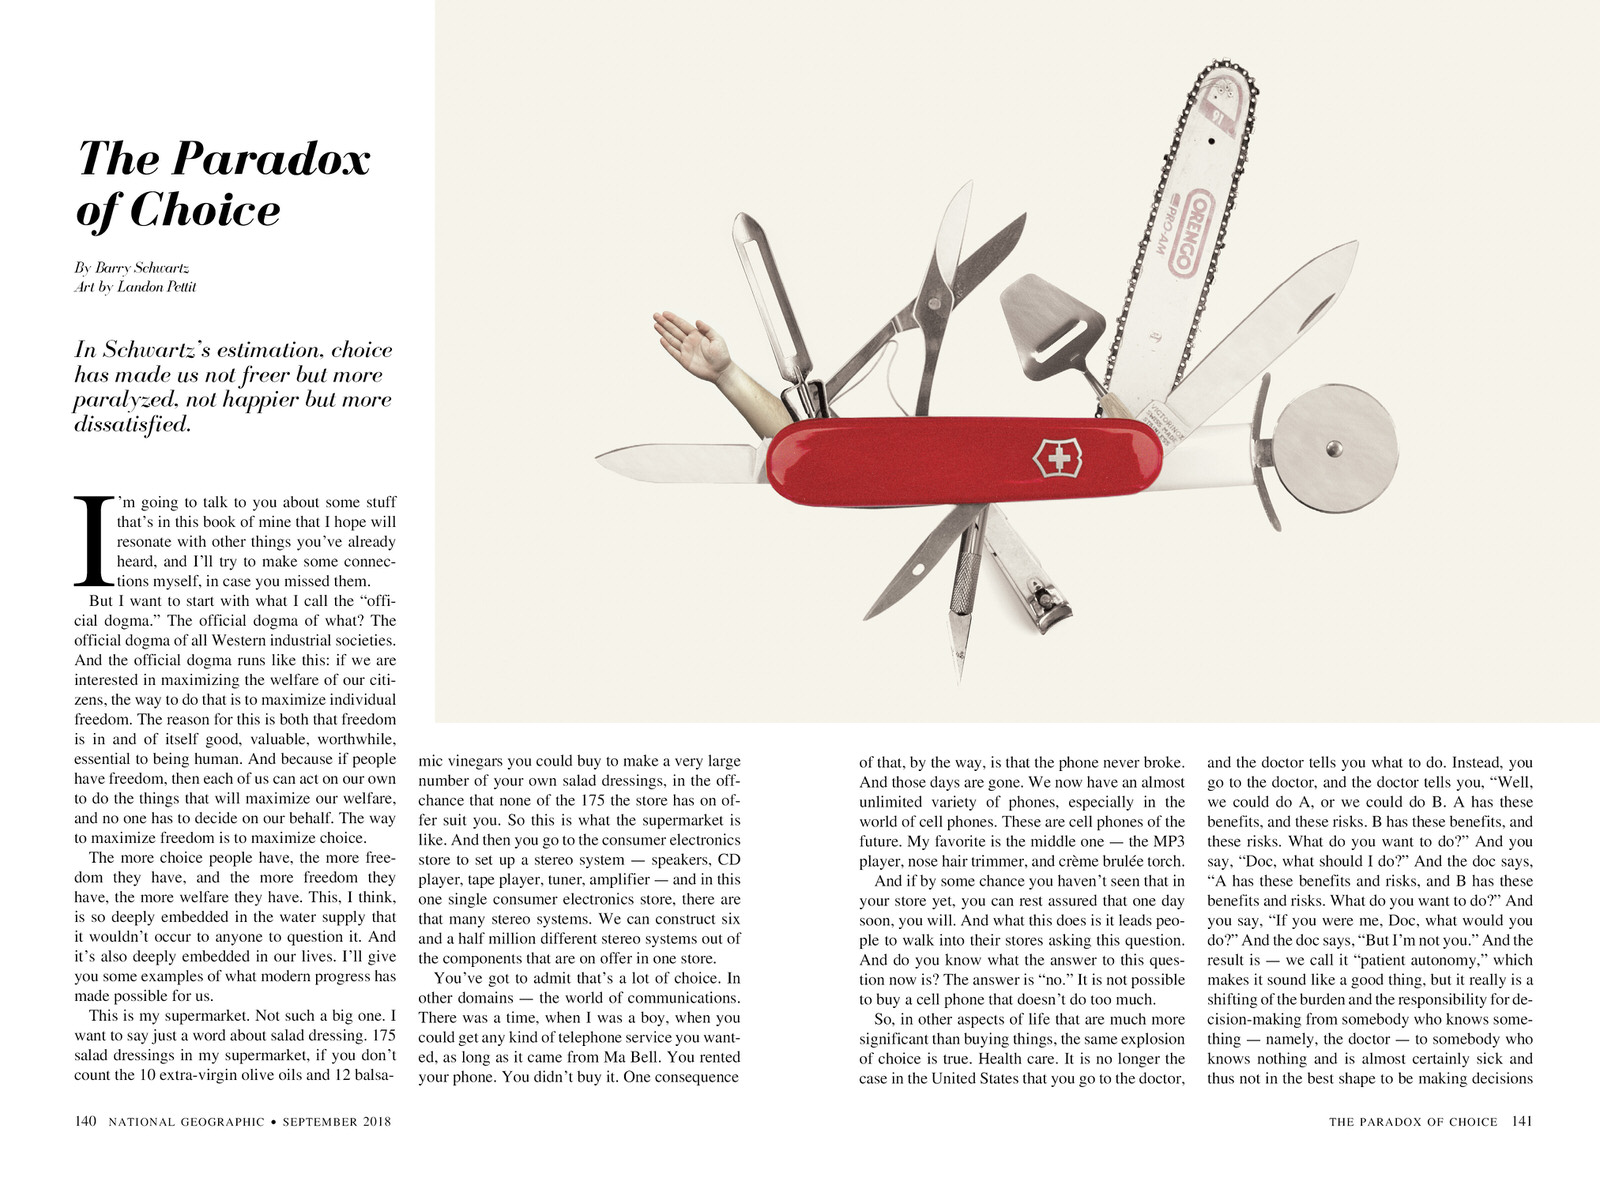 The Paradox
of Choice
By Barry Schwartz
Art by Landon Pettit
In Schwartz’s estimation, choice
has made us not freer but more
paralyzed, not happier but more
dissatisfied.
I’m going to talk to you about some stuff
that’s in this book of mine that I hope will
resonate with other things you’ve already
heard, and I’ll try to make some connec-
tions myself, in case you missed them.
But I want to start with what I call the “offi-
cial dogma.” The official dogma of what? The
official dogma of all Western industrial societies.
And the official dogma runs like this: if we are
interested in maximizing the welfare of our citi-
zens, the way to do that is to maximize individual
freedom. The reason for this is both that freedom
is in and of itself good, valuable, worthwhile,
essential to being human. And because if people
have freedom, then each of us can act on our own
to do the things that will maximize our welfare,
and no one has to decide on our behalf. The way
to maximize freedom is to maximize choice.
The more choice people have, the more free-
dom they have, and the more freedom they
have, the more welfare they have. This, I think,
is so deeply embedded in the water supply that
it wouldn’t occur to anyone to question it. And
it’s also deeply embedded in our lives. I’ll give
you some examples of what modern progress has
made possible for us.
This is my supermarket. Not such a big one. I
want to say just a word about salad dressing. 175
salad dressings in my supermarket, if you don’t
count the 10 extra-virgin olive oils and 12 balsa-
mic vinegars you could buy to make a very large
number of your own salad dressings, in the off-
chance that none of the 175 the store has on of-
fer suit you. So this is what the supermarket is
like. And then you go to the consumer electronics
store to set up a stereo system — speakers, CD
player, tape player, tuner, amplifier — and in this
one single consumer electronics store, there are
that many stereo systems. We can construct six
and a half million different stereo systems out of
the components that are on offer in one store.
You’ve got to admit that’s a lot of choice. In
other domains — the world of communications.
There was a time, when I was a boy, when you
could get any kind of telephone service you want-
ed, as long as it came from Ma Bell. You rented
your phone. You didn’t buy it. One consequence
of that, by the way, is that the phone never broke.
And those days are gone. We now have an almost
unlimited variety of phones, especially in the
world of cell phones. These are cell phones of the
future. My favorite is the middle one — the MP3
player, nose hair trimmer, and crème brulée torch.
And if by some chance you haven’t seen that in
your store yet, you can rest assured that one day
soon, you will. And what this does is it leads peo-
ple to walk into their stores asking this question.
And do you know what the answer to this ques-
tion now is? The answer is “no.” It is not possible
to buy a cell phone that doesn’t do too much.
So, in other aspects of life that are much more
significant than buying things, the same explosion
of choice is true. Health care. It is no longer the
case in the United States that you go to the doctor,
and the doctor tells you what to do. Instead, you
go to the doctor, and the doctor tells you, “Well,
we could do A, or we could do B. A has these
benefits, and these risks. B has these benefits, and
these risks. What do you want to do?” And you
say, “Doc, what should I do?” And the doc says,
“A has these benefits and risks, and B has these
benefits and risks. What do you want to do?” And
you say, “If you were me, Doc, what would you
do?” And the doc says, “But I’m not you.” And the
result is — we call it “patient autonomy,” which
makes it sound like a good thing, but it really is a
shifting of the burden and the responsibility for de-
cision-making from somebody who knows some-
thing — namely, the doctor — to somebody who
knows nothing and is almost certainly sick and
thus not in the best shape to be making decisions
140 NATIONAL GEOGRAPHIC • SEPTEMBER 2018
THE PARADOX OF CHOICE 141
91
ORENGO
PRO-AM
VICTORINOX
SWISS MADE
STAINLESS